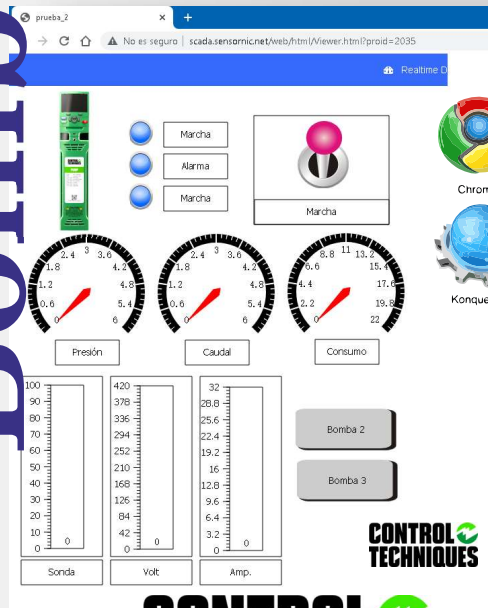 prueba_2
No es seguro | scada.sensornic.net/web/html/Viewer.html?proid=2035
Realtime D
Marcha
Alarma
Marcha
Marcha
Chrom
Konque
0 0.6 1.2 1.8 2.4 3 3.6 4.2 4.8 5.4 6
0 0.6 1.2 1.8 2.4 3 3.6 4.2 4.8 5.4 6
0 2.2 4.4 6.6 8.8 11 13.2 15.4 17.6 19.8 22
Presión
Caudal
Consumo
100 90 80 70 60 50 40 30 20 10 0
0
420 378 336 294 252 210 168 126 84 42 0
0
32 28.8 25.6 22.4 19.2 16 12.8 9.6 6.4 3.2 0
0
Bomba 2
Bomba 3
Sonda
Volt
Amp.
CONTROL
TECHNIQUES
CONTROL